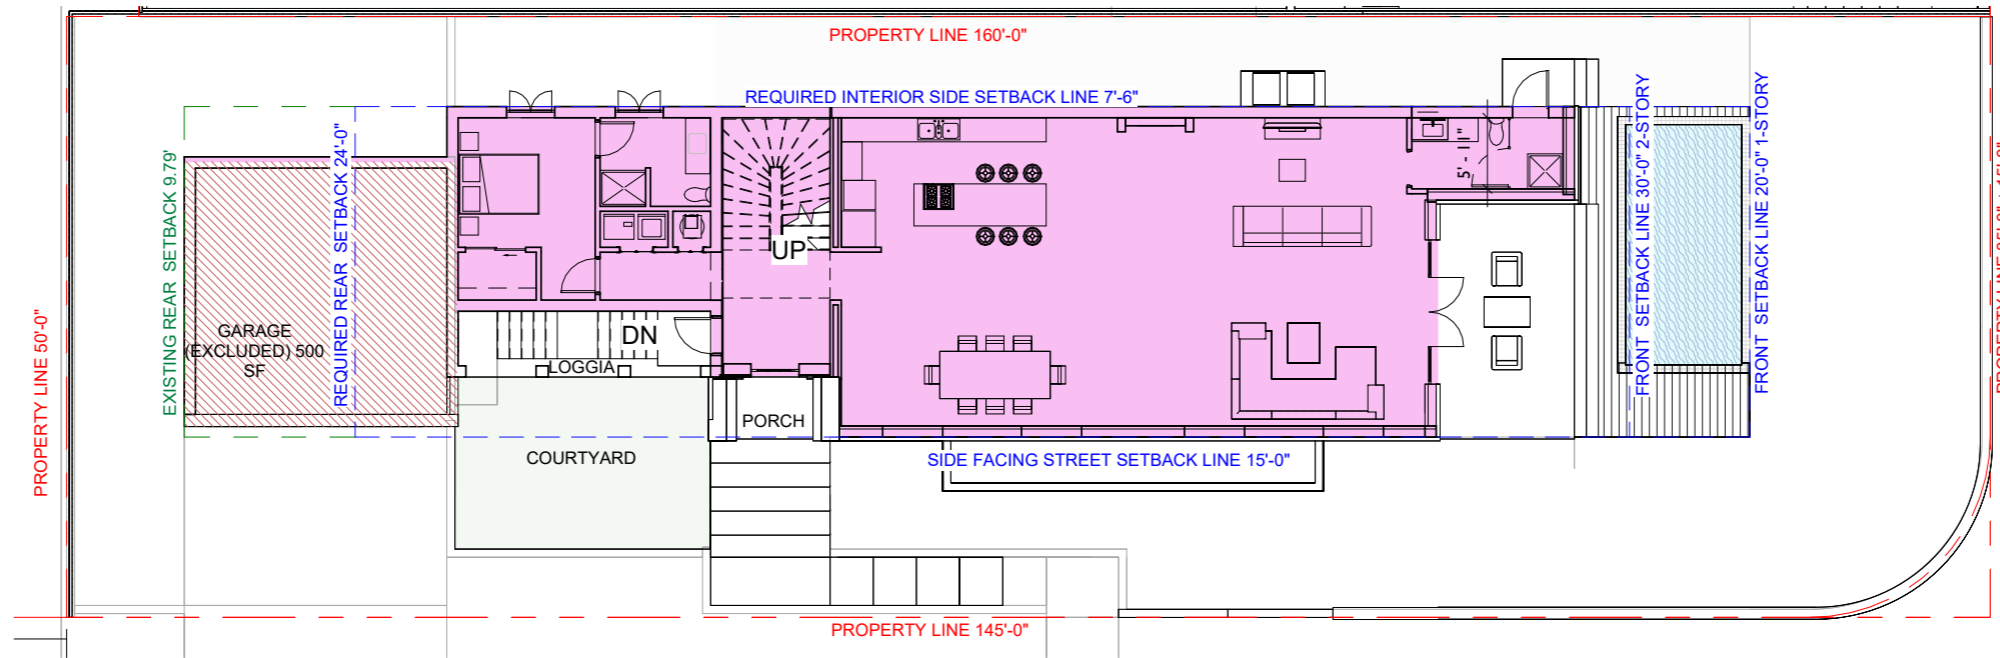 PROPERTY LINE 160'-0"
REQUIRED INTERIOR SIDE SETBACK LINE 7'-6"
EXISTING REAR SETBACK 9.79'
REQUIRED REAR SETBACK 24'-0"
FRONT SETBACK LINE 30'-0" 2-STORY
FRONT SETBACK LINE 20'-0" 1-STORY
5'-11"
UP
PROPERTY LINE 50'-0"
GARAGE
(EXCLUDED) 500
SF
DN
LOGGIA
PORCH
COURTYARD
SIDE FACING STREET SETBACK LINE 15'-0"
PROPERTY LINE 145'-0"